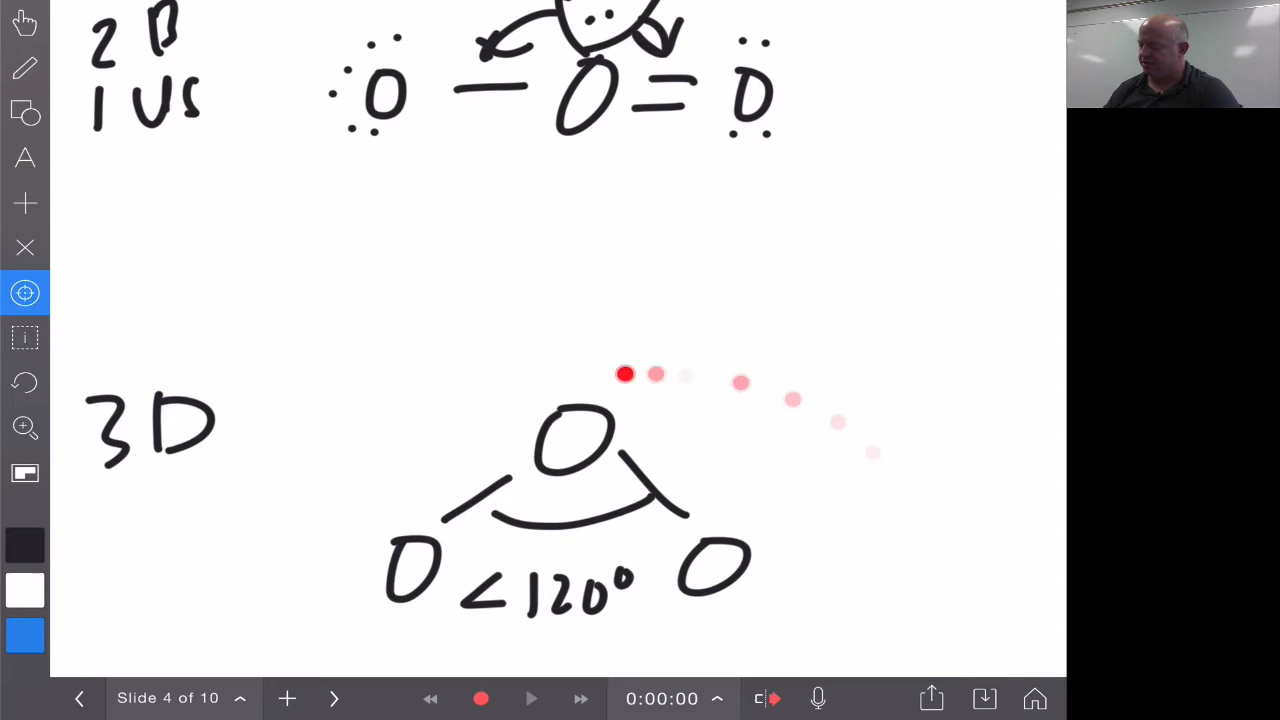 2 B
1 US
O — O = O
3D
O
O <120° O
Slide 4 of 10
0:00:00